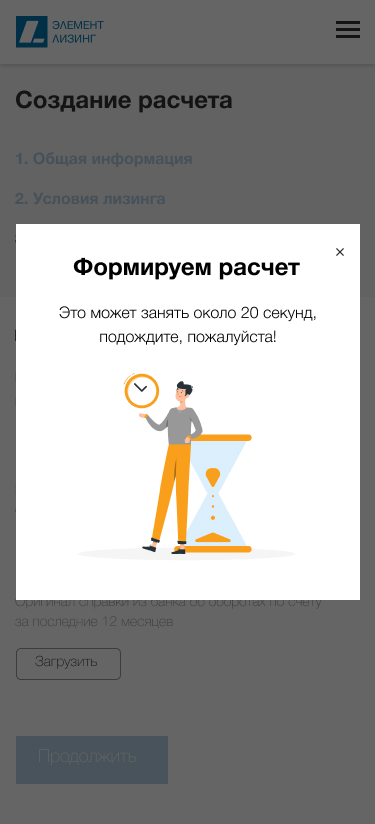 ЭЛЕМЕНТ
ЛИЗИНГ
Создание расчета
1. Общая информация
2. Условия лизинга
Формируем расчет
Это может занять около 20 секунд,
подождите, пожалуйста!
Оригинал справки из банка об оборотах по счету
за последние 12 месяцев
Загрузить
Продолжить